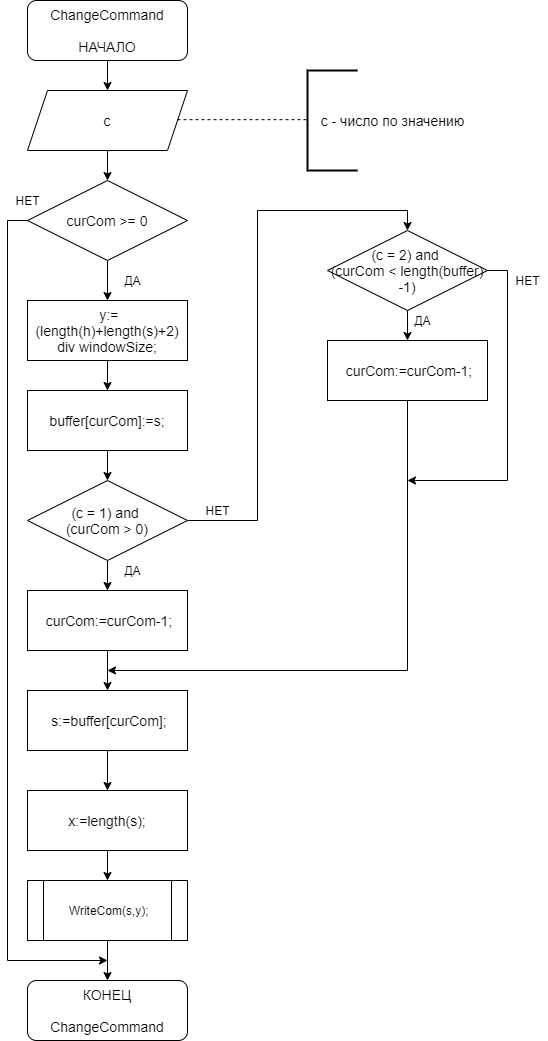 ChangeCommand
НАЧАЛО
c
c - число по значению
НЕТ
curCom >= 0
ДА
y:=
(length(h)+length(s)+2)
div windowSize;
buffer[curCom]:=s;
(c = 1) and
(curCom > 0)
НЕТ
ДА
curCom:=curCom-1;
(c = 2) and
(curCom < length(buffer)
-1)
НЕТ
ДА
curCom:=curCom-1;
s:=buffer[curCom];
x:=length(s);
WriteCom(s,y);
КОНЕЦ
ChangeCommand